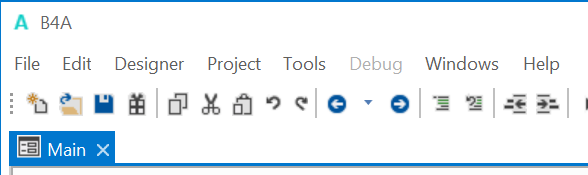 B4A
File Edit Designer Project Tools Debug Windows Help
Main